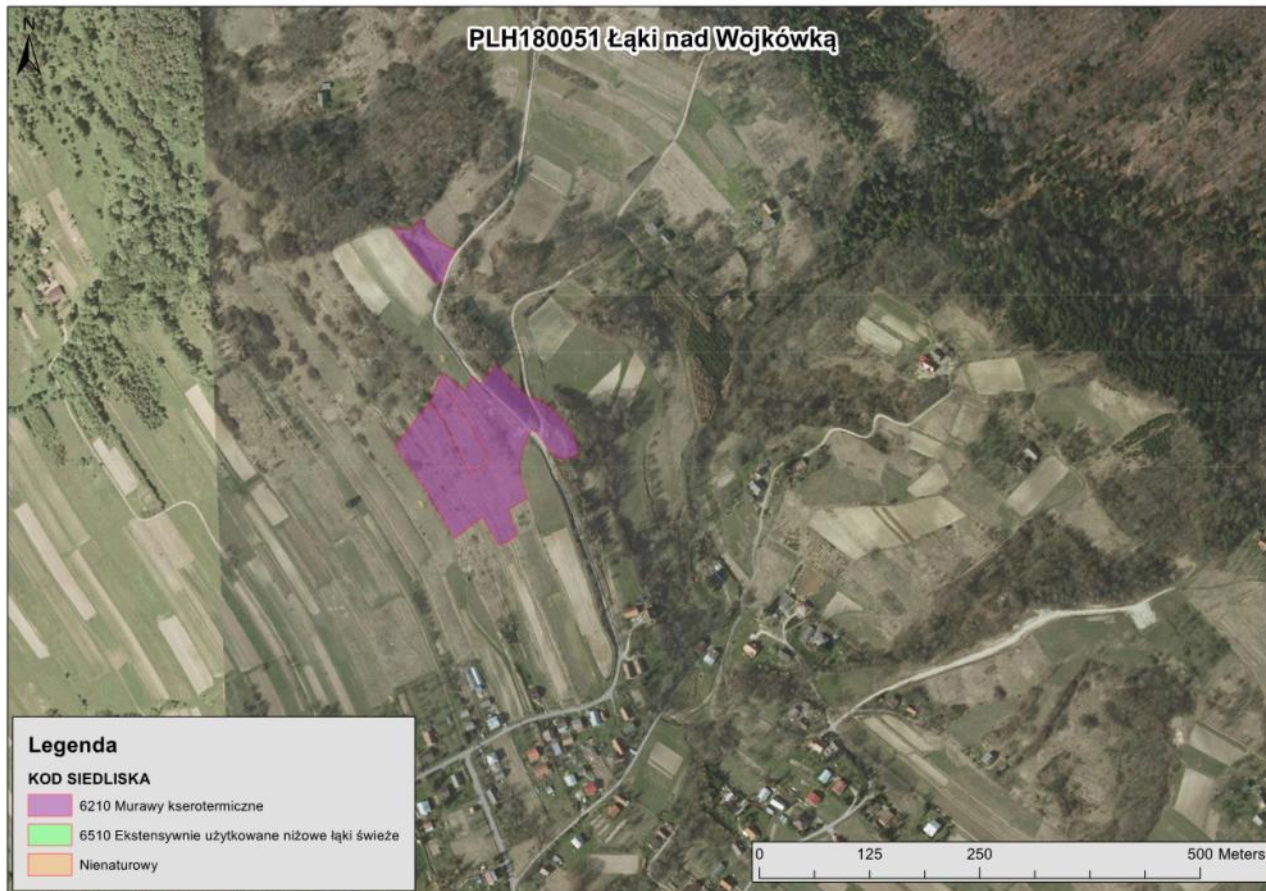 N
PLH180051 Łąki nad Wojkówką
Legenda
KOD SIEDLISKA
6210 Murawy kserotermiczne
6510 Ekstensywnie użytkowane niżowe łąki świeże
Nienaturowy
0 125 250 500 Meters